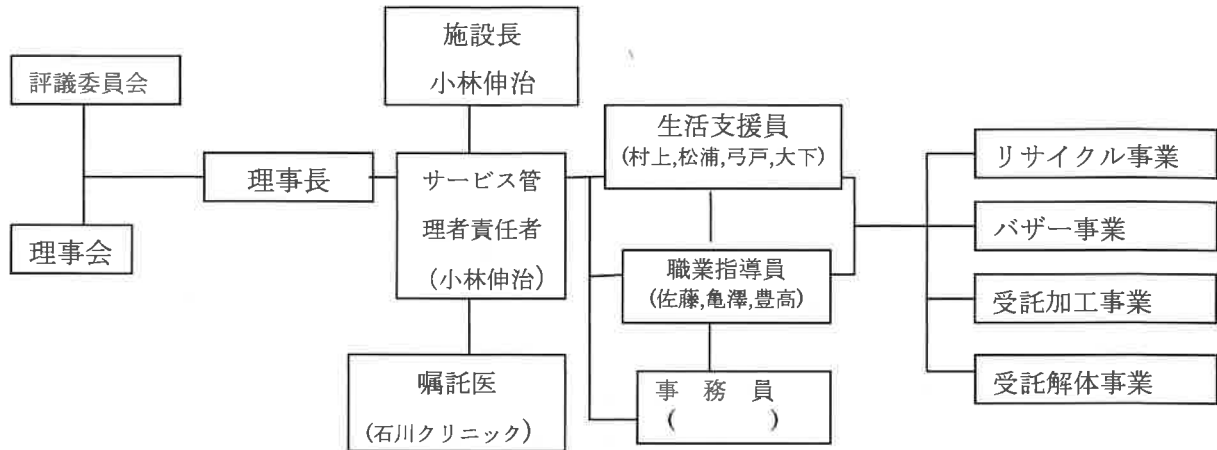 評議委員会
理事会
理事長
施設長
小林伸治
サービス管
理者責任者
(小林伸治)
嘱託医
(石川クリニック)
生活支援員
(村上,松浦,弓戸,大下)
職業指導員
(佐藤,亀澤,豊高)
事 務 員
(　　　)
リサイクル事業
バザー事業
受託加工事業
受託解体事業